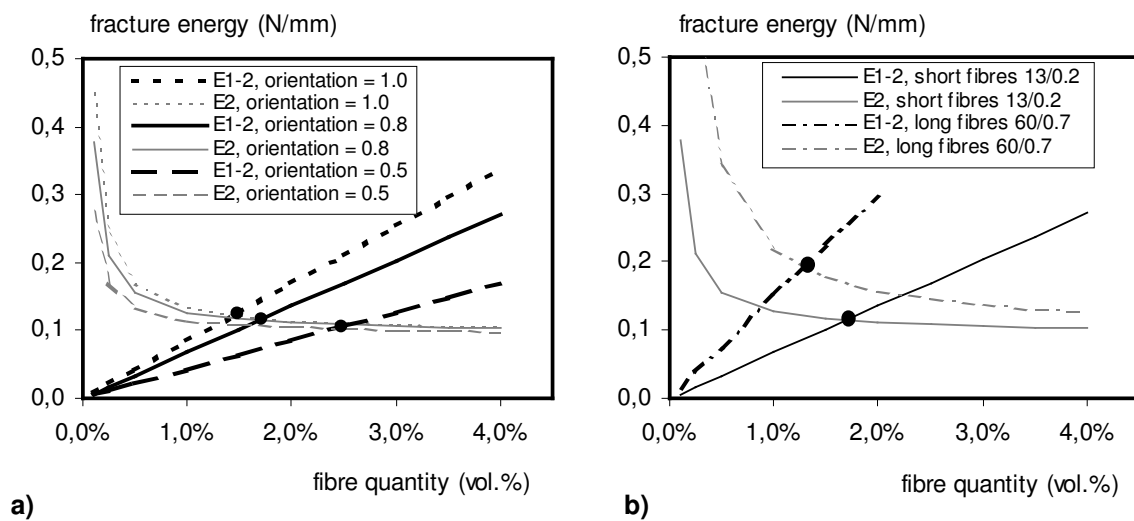 fracture energy (N/mm)
0,5
0,4
0,3
0,2
0,1
0,0
E1-2, orientation = 1.0
E2, orientation = 1.0
E1-2, orientation = 0.8
E2, orientation = 0.8
E1-2, orientation = 0.5
E2, orientation = 0.5
0,0% 1,0% 2,0% 3,0% 4,0%
fibre quantity (vol.%)
a)
fracture energy (N/mm)
0,5
0,4
0,3
0,2
0,1
0,0
E1-2, short fibres 13/0.2
E2, short fibres 13/0.2
E1-2, long fibres 60/0.7
E2, long fibres 60/0.7
0,0% 1,0% 2,0% 3,0% 4,0%
fibre quantity (vol.%)
b)